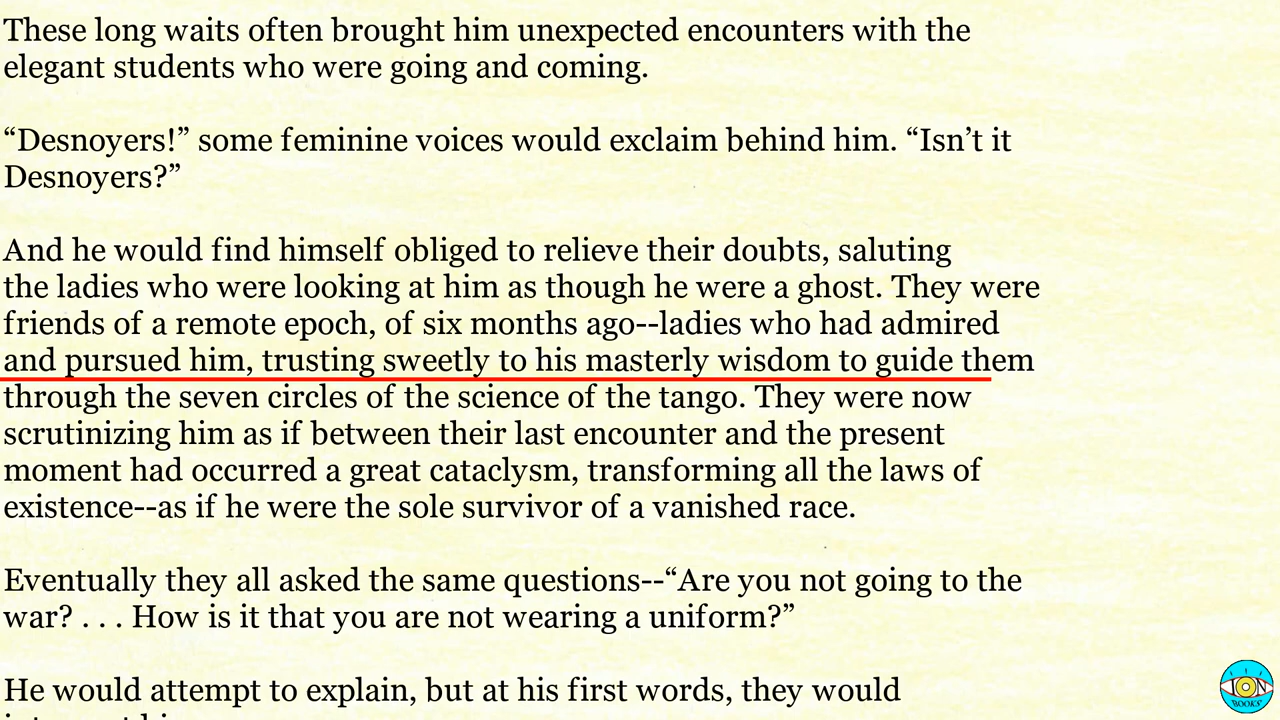 These long waits often brought him unexpected encounters with the
elegant students who were going and coming.
“Desnoyers!” some feminine voices would exclaim behind him. “Isn’t it
Desnoyers?”
And he would find himself obliged to relieve their doubts, saluting
the ladies who were looking at him as though he were a ghost. They were
friends of a remote epoch, of six months ago--ladies who had admired
and pursued him, trusting sweetly to his masterly wisdom to guide them
through the seven circles of the science of the tango. They were now
scrutinizing him as if between their last encounter and the present
moment had occurred a great cataclysm, transforming all the laws of
existence--as if he were the sole survivor of a vanished race.
Eventually they all asked the same questions--“Are you not going to the
war? . . . How is it that you are not wearing a uniform?”
He would attempt to explain, but at his first words, they would
ION
BOOKS